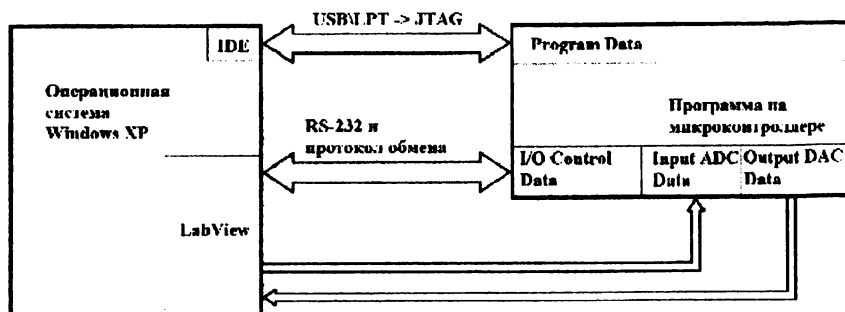 USB\LPT -> JTAG
IDE
Program Data
Операционная
система
Windows XP
Программа на
микроконтроллере
RS-232 и
протокол обмена
I/O Control
Data
Input ADC
Data
Output DAC
Data
LabView